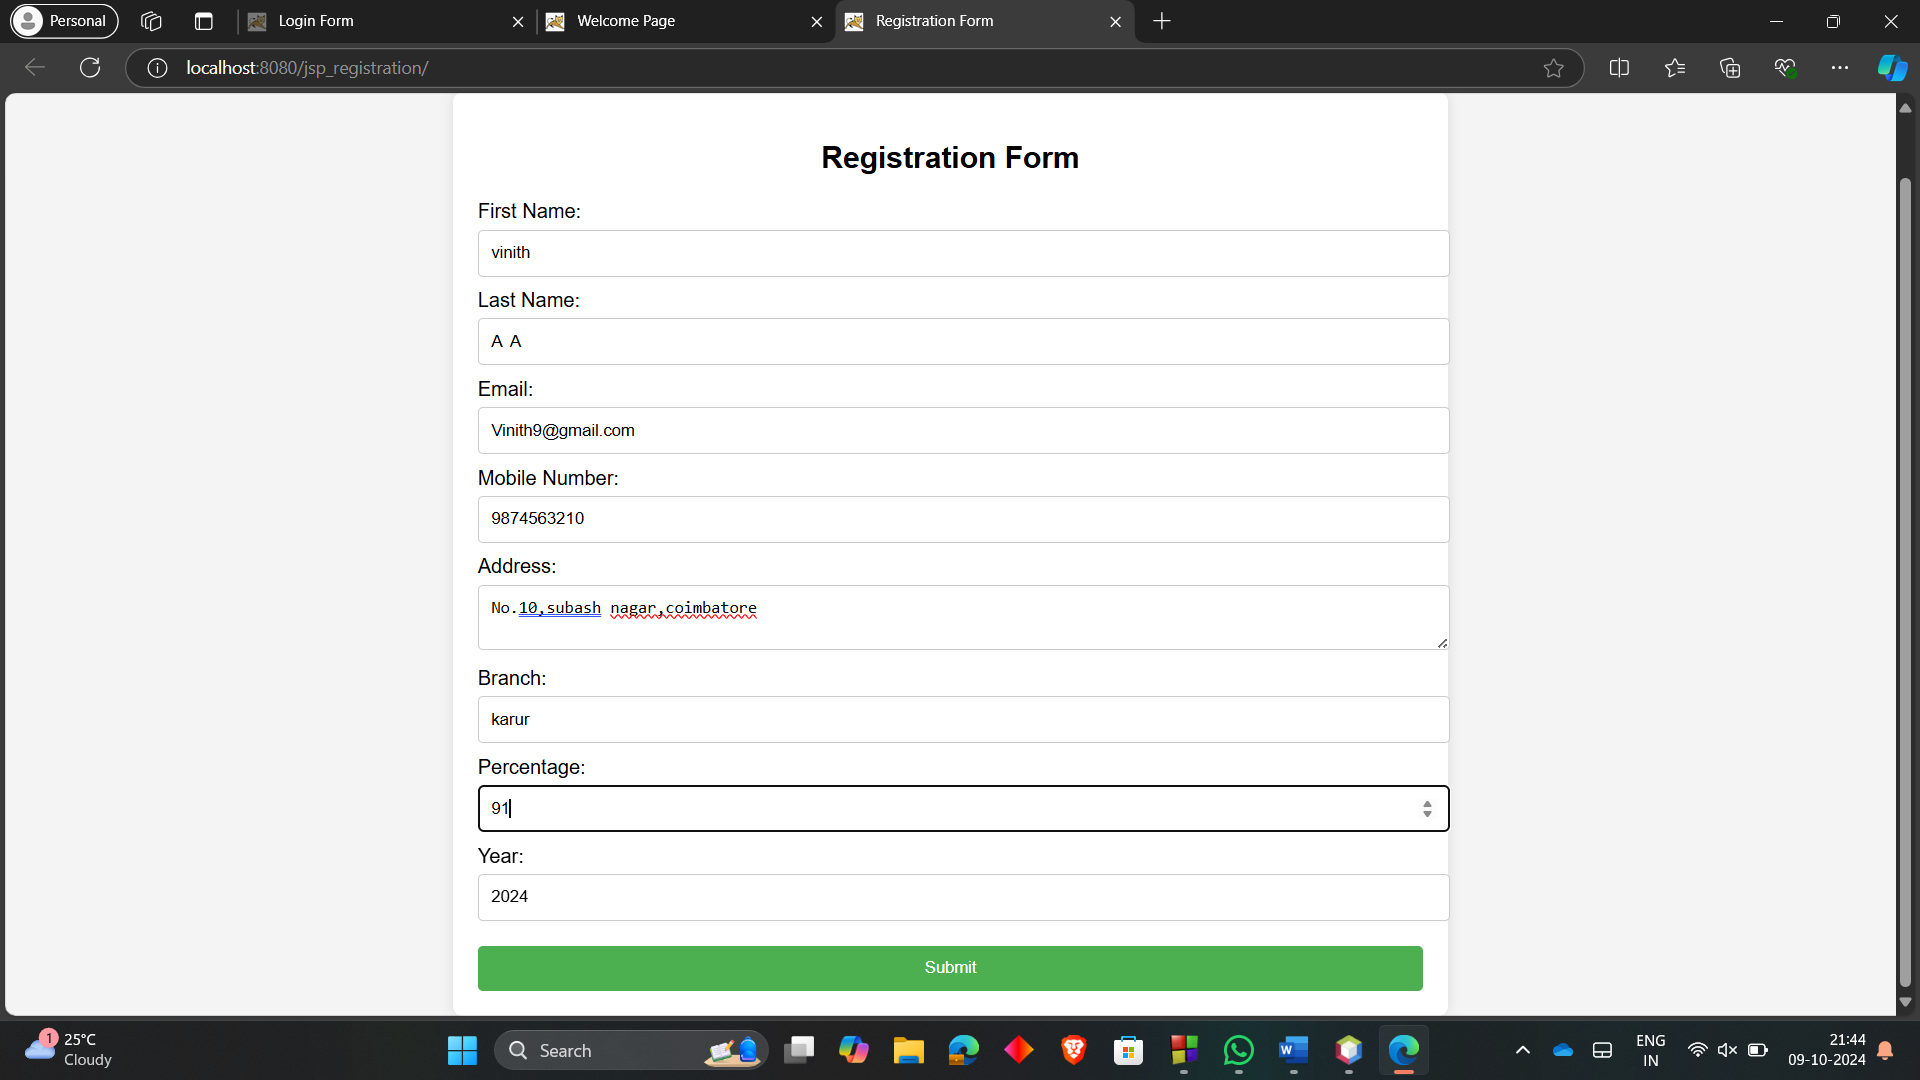 Personal
Login Form
Welcome Page
Registration Form
localhost:8080/jsp_registration/
Registration Form
First Name:
vinith
Last Name:
A A
Email:
Vinith9@gmail.com
Mobile Number:
9874563210
Address:
No.10,subash nagar,coimbatore
Branch:
karur
Percentage:
91
Year:
2024
Submit
1
25°C
Cloudy
Search
W
ENG
IN
21:44
09-10-2024